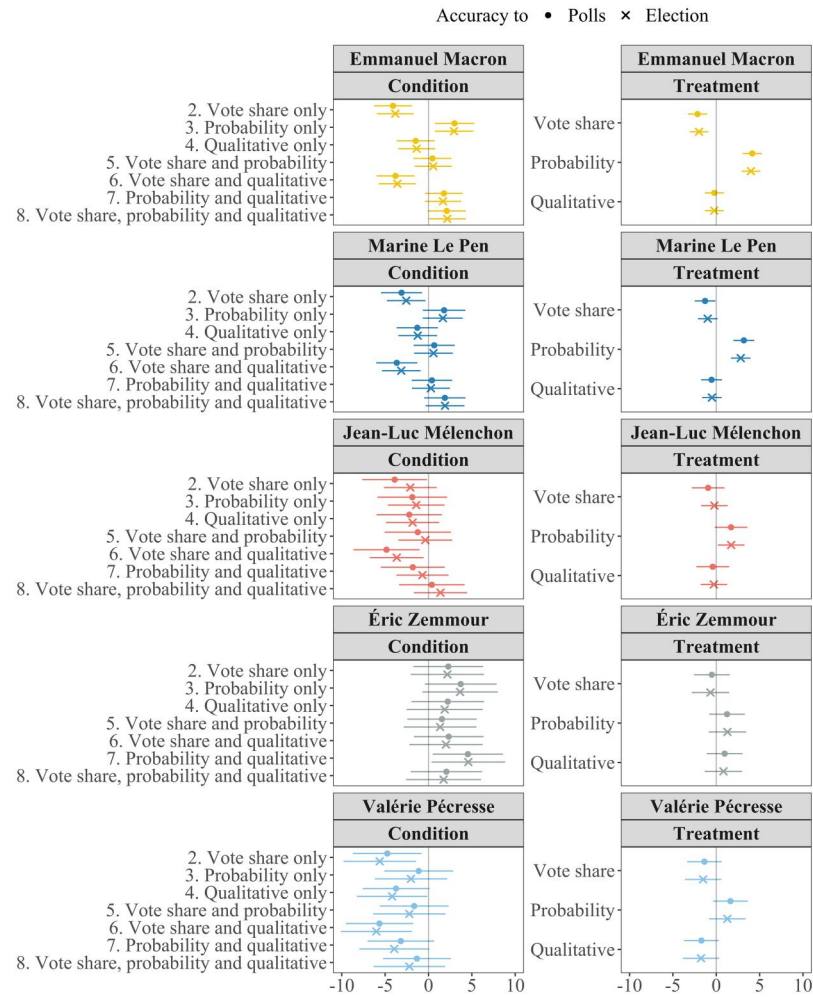 Accuracy to • Polls × Election
Emmanuel Macron
Condition
2. Vote share only
3. Probability only
4. Qualitative only
5. Vote share and probability
6. Vote share and qualitative
7. Probability and qualitative
8. Vote share, probability and qualitative
Emmanuel Macron
Treatment
Vote share
Probability
Qualitative
Marine Le Pen
Condition
2. Vote share only
3. Probability only
4. Qualitative only
5. Vote share and probability
6. Vote share and qualitative
7. Probability and qualitative
8. Vote share, probability and qualitative
Marine Le Pen
Treatment
Vote share
Probability
Qualitative
Jean-Luc Mélenchon
Condition
2. Vote share only
3. Probability only
4. Qualitative only
5. Vote share and probability
6. Vote share and qualitative
7. Probability and qualitative
8. Vote share, probability and qualitative
Jean-Luc Mélenchon
Treatment
Vote share
Probability
Qualitative
Éric Zemmour
Condition
2. Vote share only
3. Probability only
4. Qualitative only
5. Vote share and probability
6. Vote share and qualitative
7. Probability and qualitative
8. Vote share, probability and qualitative
Éric Zemmour
Treatment
Vote share
Probability
Qualitative
Valérie Pécresse
Condition
2. Vote share only
3. Probability only
4. Qualitative only
5. Vote share and probability
6. Vote share and qualitative
7. Probability and qualitative
8. Vote share, probability and qualitative
-10 -5 0 5 10
Valérie Pécresse
Treatment
Vote share
Probability
Qualitative
-10 -5 0 5 10